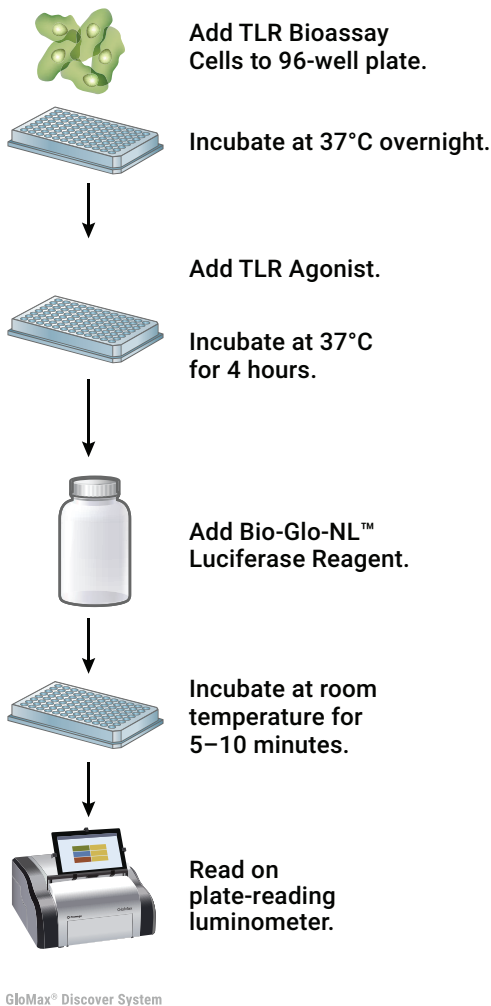 Add TLR Bioassay
Cells to 96-well plate.
Incubate at 37°C overnight.
Add TLR Agonist.
Incubate at 37°C
for 4 hours.
Add Bio-Glo-NL™
Luciferase Reagent.
Incubate at room
temperature for
5–10 minutes.
Read on
plate-reading
luminometer.
GloMax® Discover System